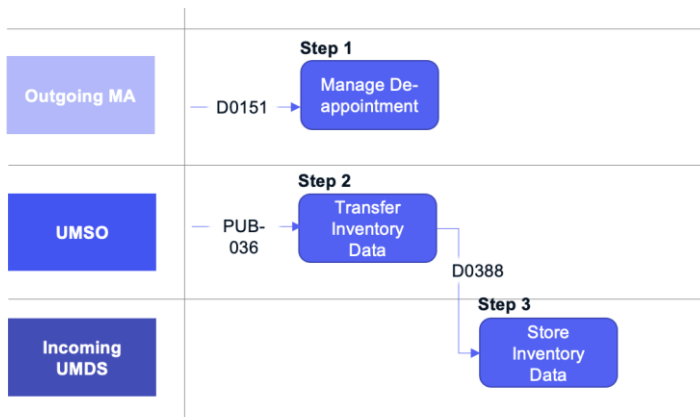 Step 1
Outgoing MA
D0151
Manage De-
appointment
Step 2
UMSO
PUB-
036
Transfer
Inventory
Data
D0388
Step 3
Incoming
UMDS
Store
Inventory
Data